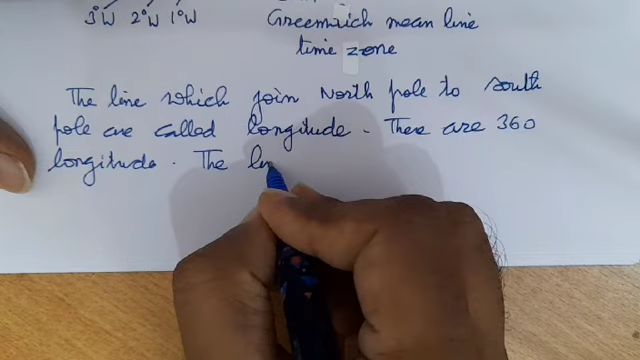 3°W 2°W 1°W
Greenwich mean line
time zone
The line which join North pole to south
pole are called longitude. There are 360
longitude. The